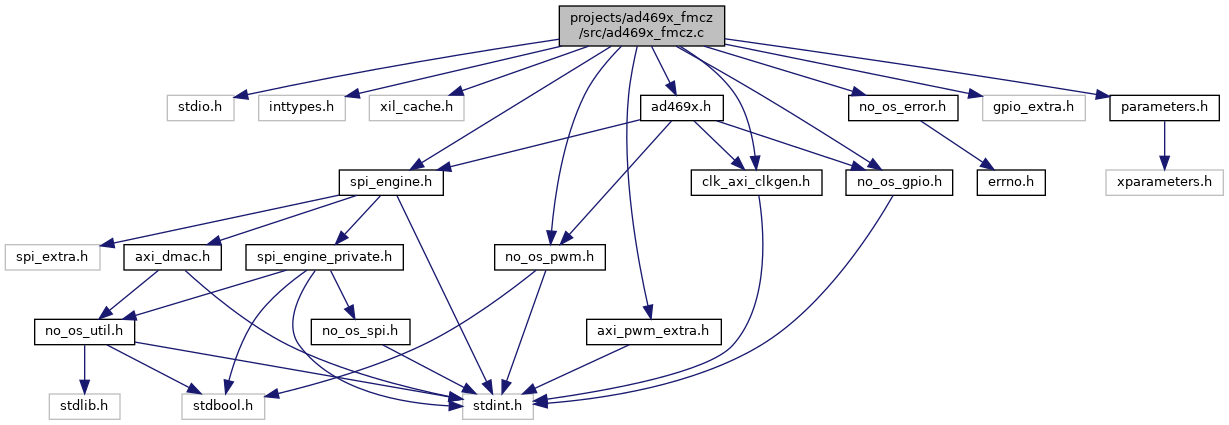 projects/ad469x_fmcz
/src/ad469x_fmcz.c
stdio.h
inttypes.h
xil_cache.h
ad469x.h
no_os_error.h
gpio_extra.h
parameters.h
spi_engine.h
clk_axi_clkgen.h
no_os_gpio.h
errno.h
xparameters.h
spi_extra.h
axi_dmac.h
spi_engine_private.h
no_os_pwm.h
no_os_util.h
no_os_spi.h
axi_pwm_extra.h
stdlib.h
stdbool.h
stdint.h